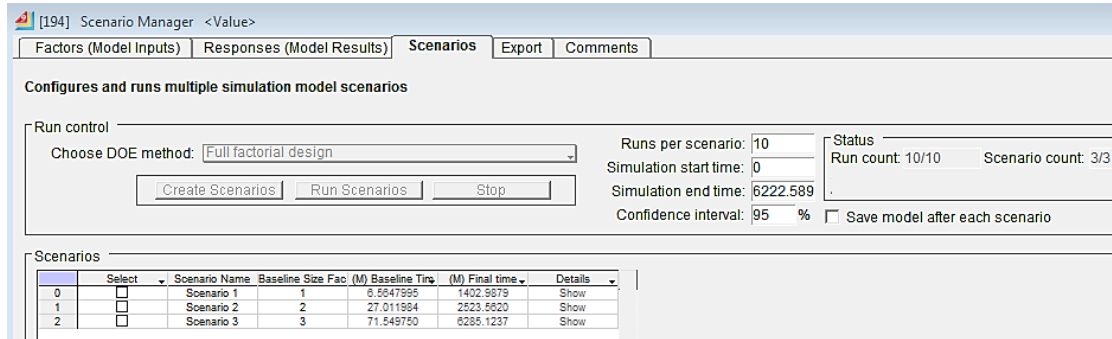 [194] Scenario Manager <Value>
Factors (Model Inputs) Responses (Model Results) Scenarios Export Comments
Configures and runs multiple simulation model scenarios
Run control
Choose DOE method: Full factorial design
Create Scenarios Run Scenarios Stop
Runs per scenario: 10
Simulation start time: 0
Simulation end time: 6222.589
Confidence interval: 95 %
Status
Run count: 10/10 Scenario count: 3/3
.
Save model after each scenario
Scenarios
Select Scenario Name Baseline Size Fac (M) Baseline Tim (M) Final time Details
0 Scenario 1 1 6.5647995 1402.9879 Show
1 Scenario 2 2 27.011984 2523.5620 Show
2 Scenario 3 3 71.549750 6285.1237 Show